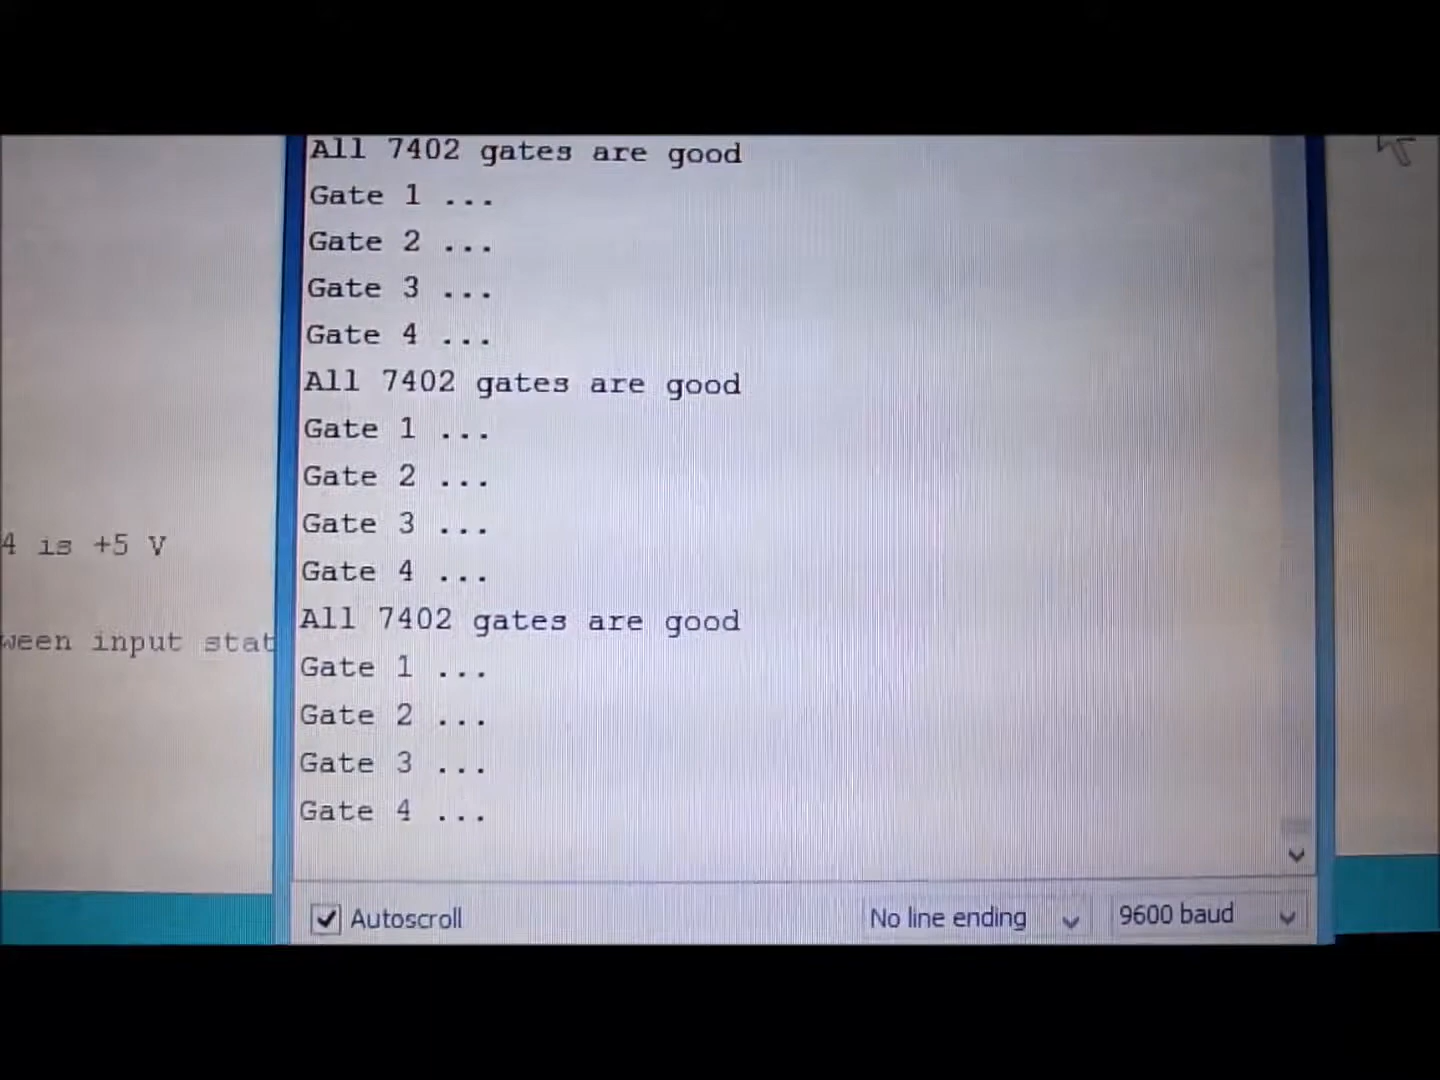 All 7402 gates are good
Gate 1 ...
Gate 2 ...
Gate 3 ...
Gate 4 ...
All 7402 gates are good
Gate 1 ...
Gate 2 ...
Gate 3 ...
Gate 4 ...
All 7402 gates are good
Gate 1 ...
Gate 2 ...
Gate 3 ...
Gate 4 ...
4 is +5 V
ween input stat
Autoscroll
No line ending
9600 baud